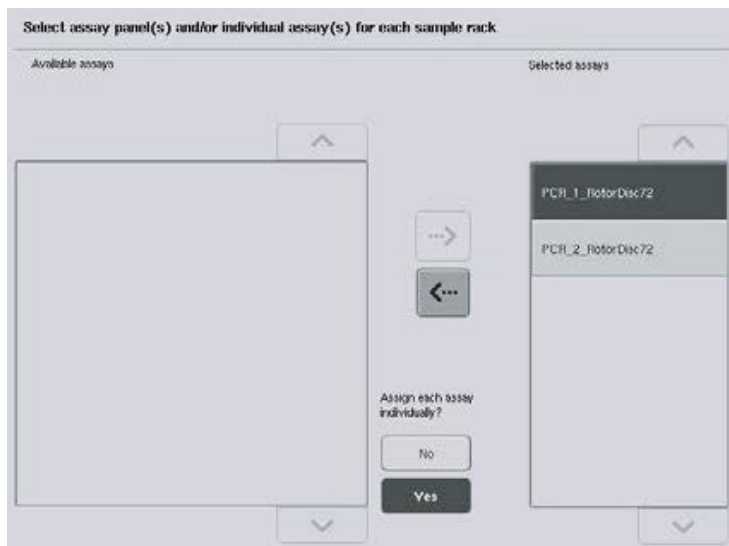 Select assay panel(s) and/or individual assay(s) for each sample rack
Available assays
Selected assays
PCR_1_RotorDisc72
PCR_2_RotorDisc72
Assign each assay
individually?
No
Yes